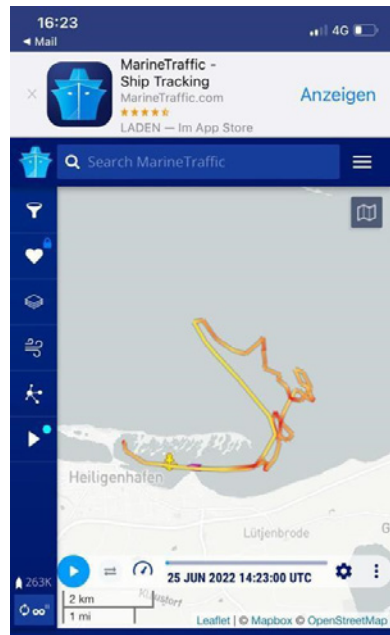 16:23
4G
◄ Mail
MarineTraffic -
Ship Tracking
MarineTraffic.com
LADEN — Im App Store
Anzeigen
Search MarineTraffic
Heiligenhafen
Lütjenbrode
263K
25 JUN 2022 14:23:00 UTC
2 km
1 mi
Klaustorf
Leaflet | © Mapbox © OpenStreetMap